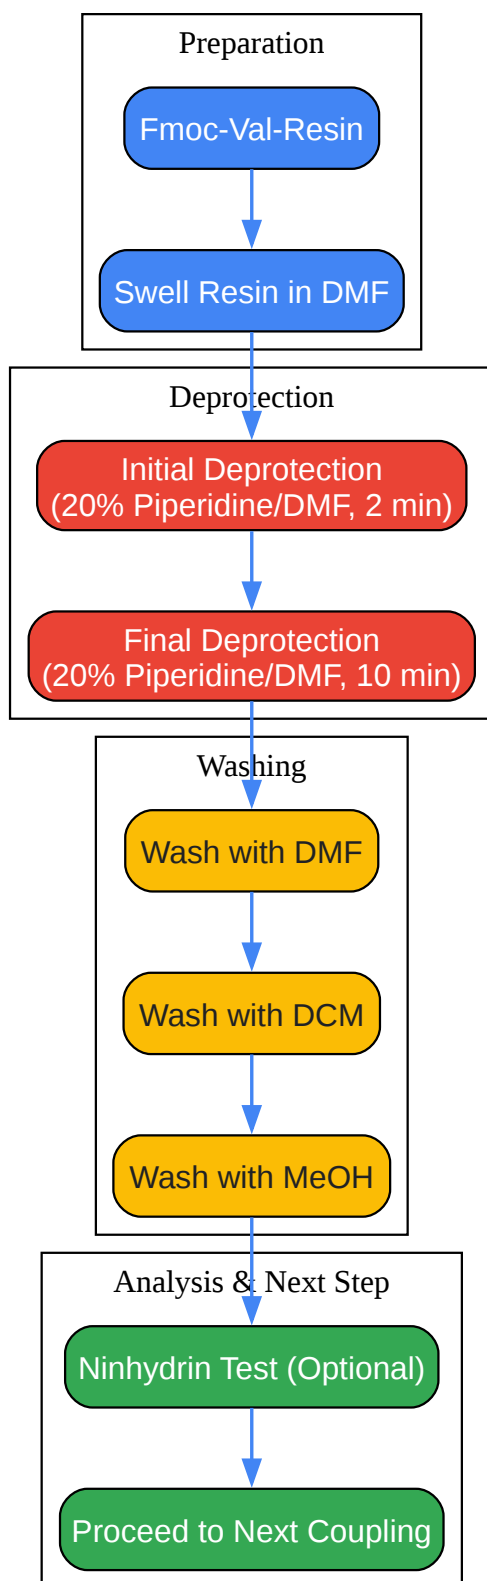 Preparation
Fmoc-Val-Resin
Swell Resin in DMF
Deprotection
Initial Deprotection
(20% Piperidine/DMF, 2 min)
Final Deprotection
(20% Piperidine/DMF, 10 min)
Washing
Wash with DMF
Wash with DCM
Wash with MeOH
Analysis & Next Step
Ninhydrin Test (Optional)
Proceed to Next Coupling